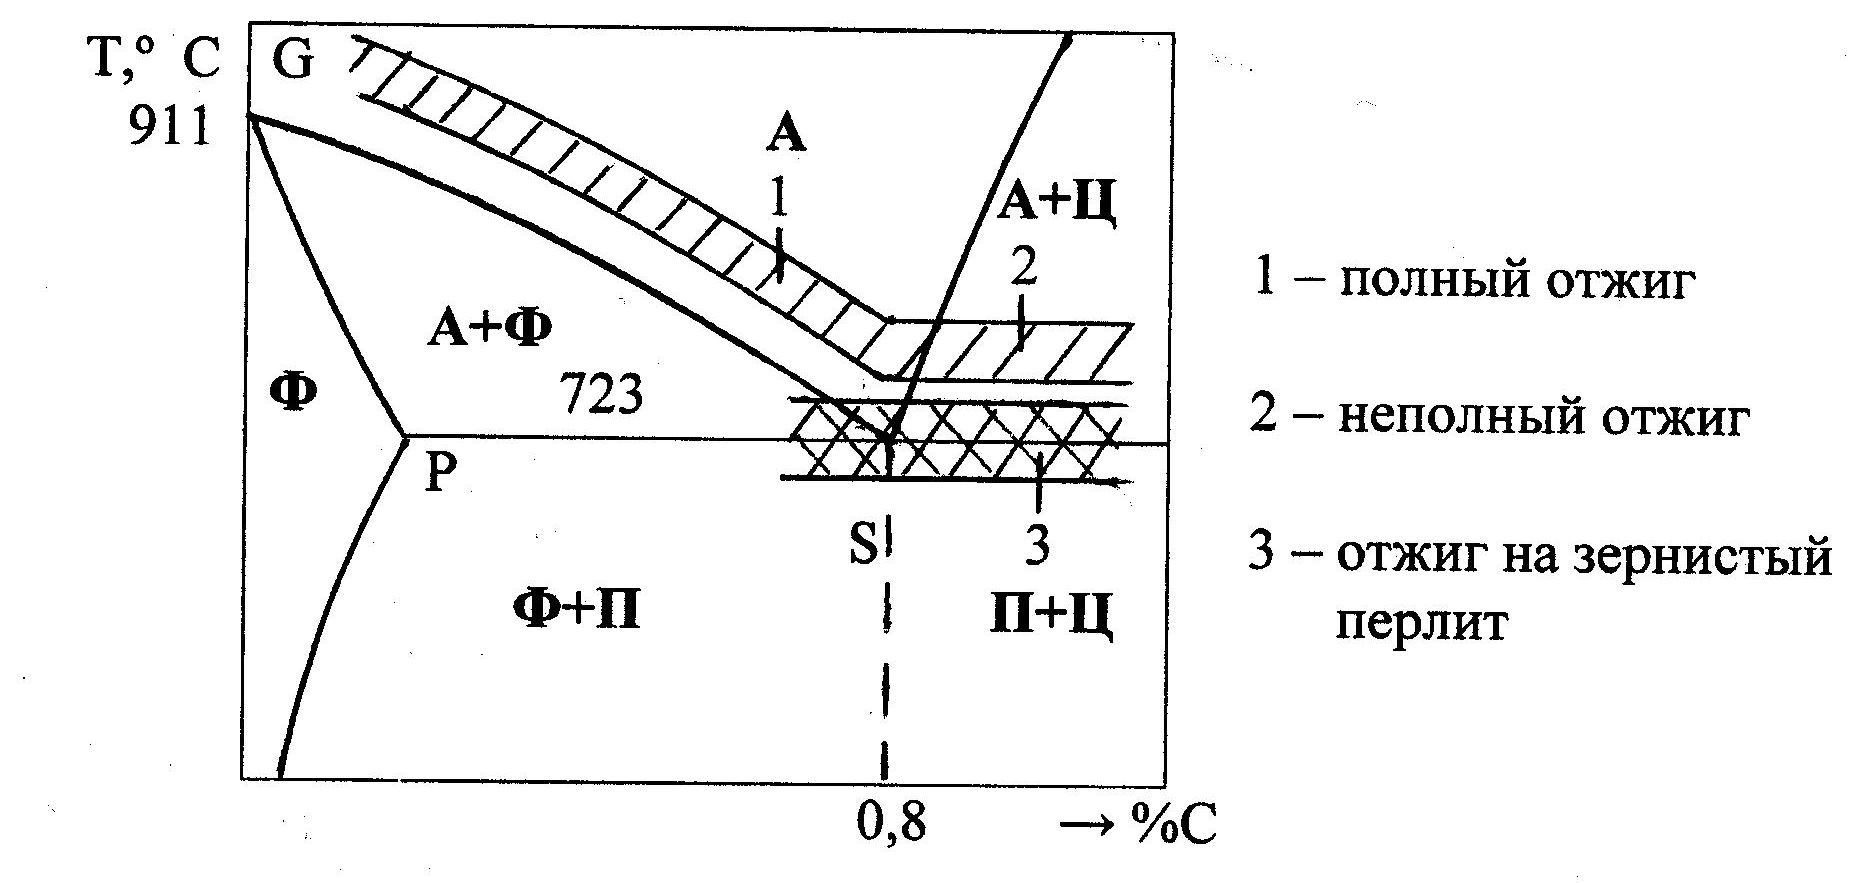 T,° C
G
911
А
1
А+Ц
2
1 – полный отжиг
А+Ф
723
Ф
2 – неполный отжиг
P
S
3
3 – отжиг на зернистый
перлит
Ф+П
П+Ц
0,8
→ %C